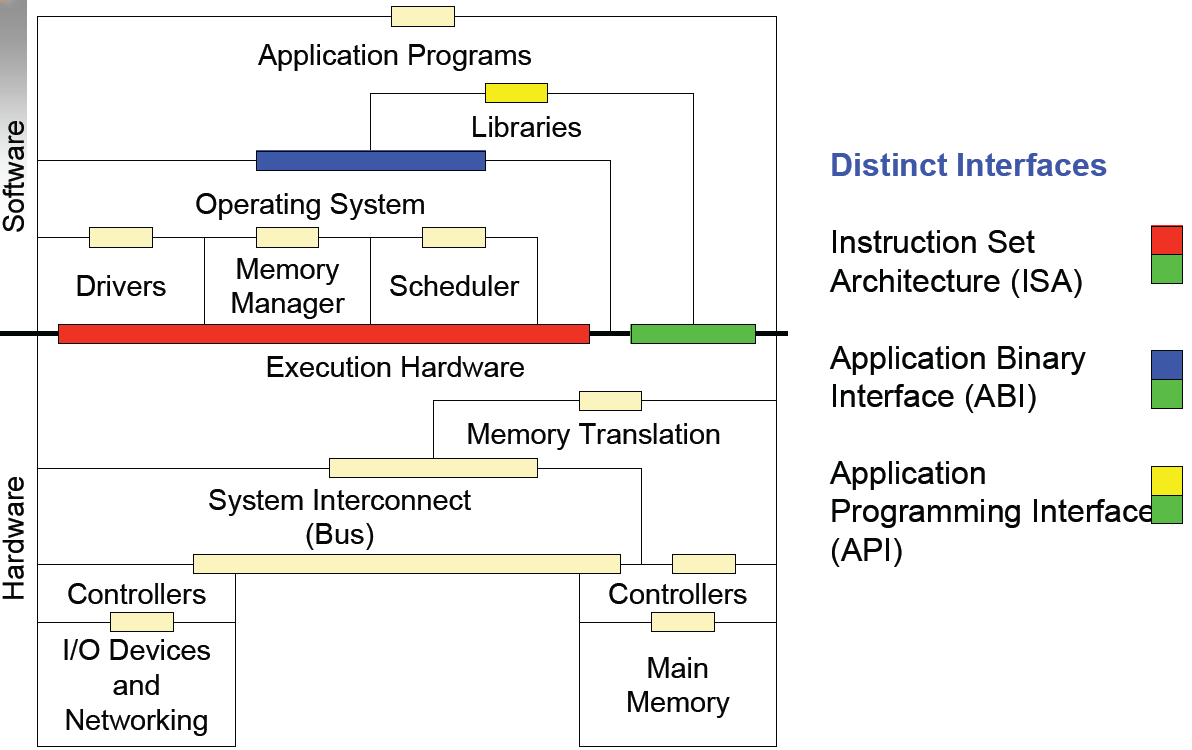 Software
Application Programs
Libraries
Operating System
Drivers
Memory
Manager
Scheduler
Execution Hardware
Hardware
Memory Translation
System Interconnect
(Bus)
Controllers
Controllers
I/O Devices
and
Networking
Main
Memory
Distinct Interfaces
Instruction Set
Architecture (ISA)
Application Binary
Interface (ABI)
Application
Programming Interface
(API)